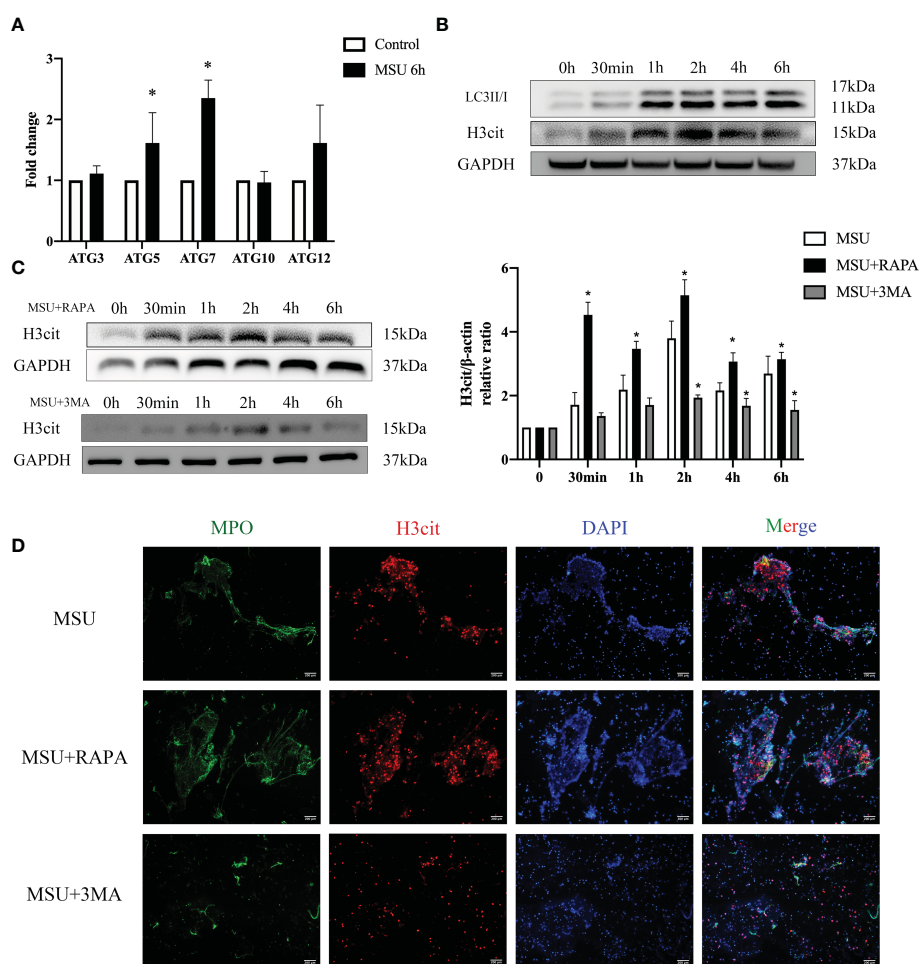 A
Control
MSU 6h
Fold change
3
2
1
0
*
*
ATG3 ATG5 ATG7 ATG10 ATG12
B
0h 30min 1h 2h 4h 6h
LC3II/I
17kDa
11kDa
H3cit 15kDa
GAPDH 37kDa
C
MSU+RAPA 0h 30min 1h 2h 4h 6h
H3cit 15kDa
GAPDH 37kDa
MSU+3MA 0h 30min 1h 2h 4h 6h
H3cit 15kDa
GAPDH 37kDa
MSU
MSU+RAPA
MSU+3MA
H3cit/β-actin
relative ratio
6
4
2
0
* * * * * * * *
0 30min 1h 2h 4h 6h
D
MPO H3cit DAPI Merge
MSU
MSU+RAPA
MSU+3MA